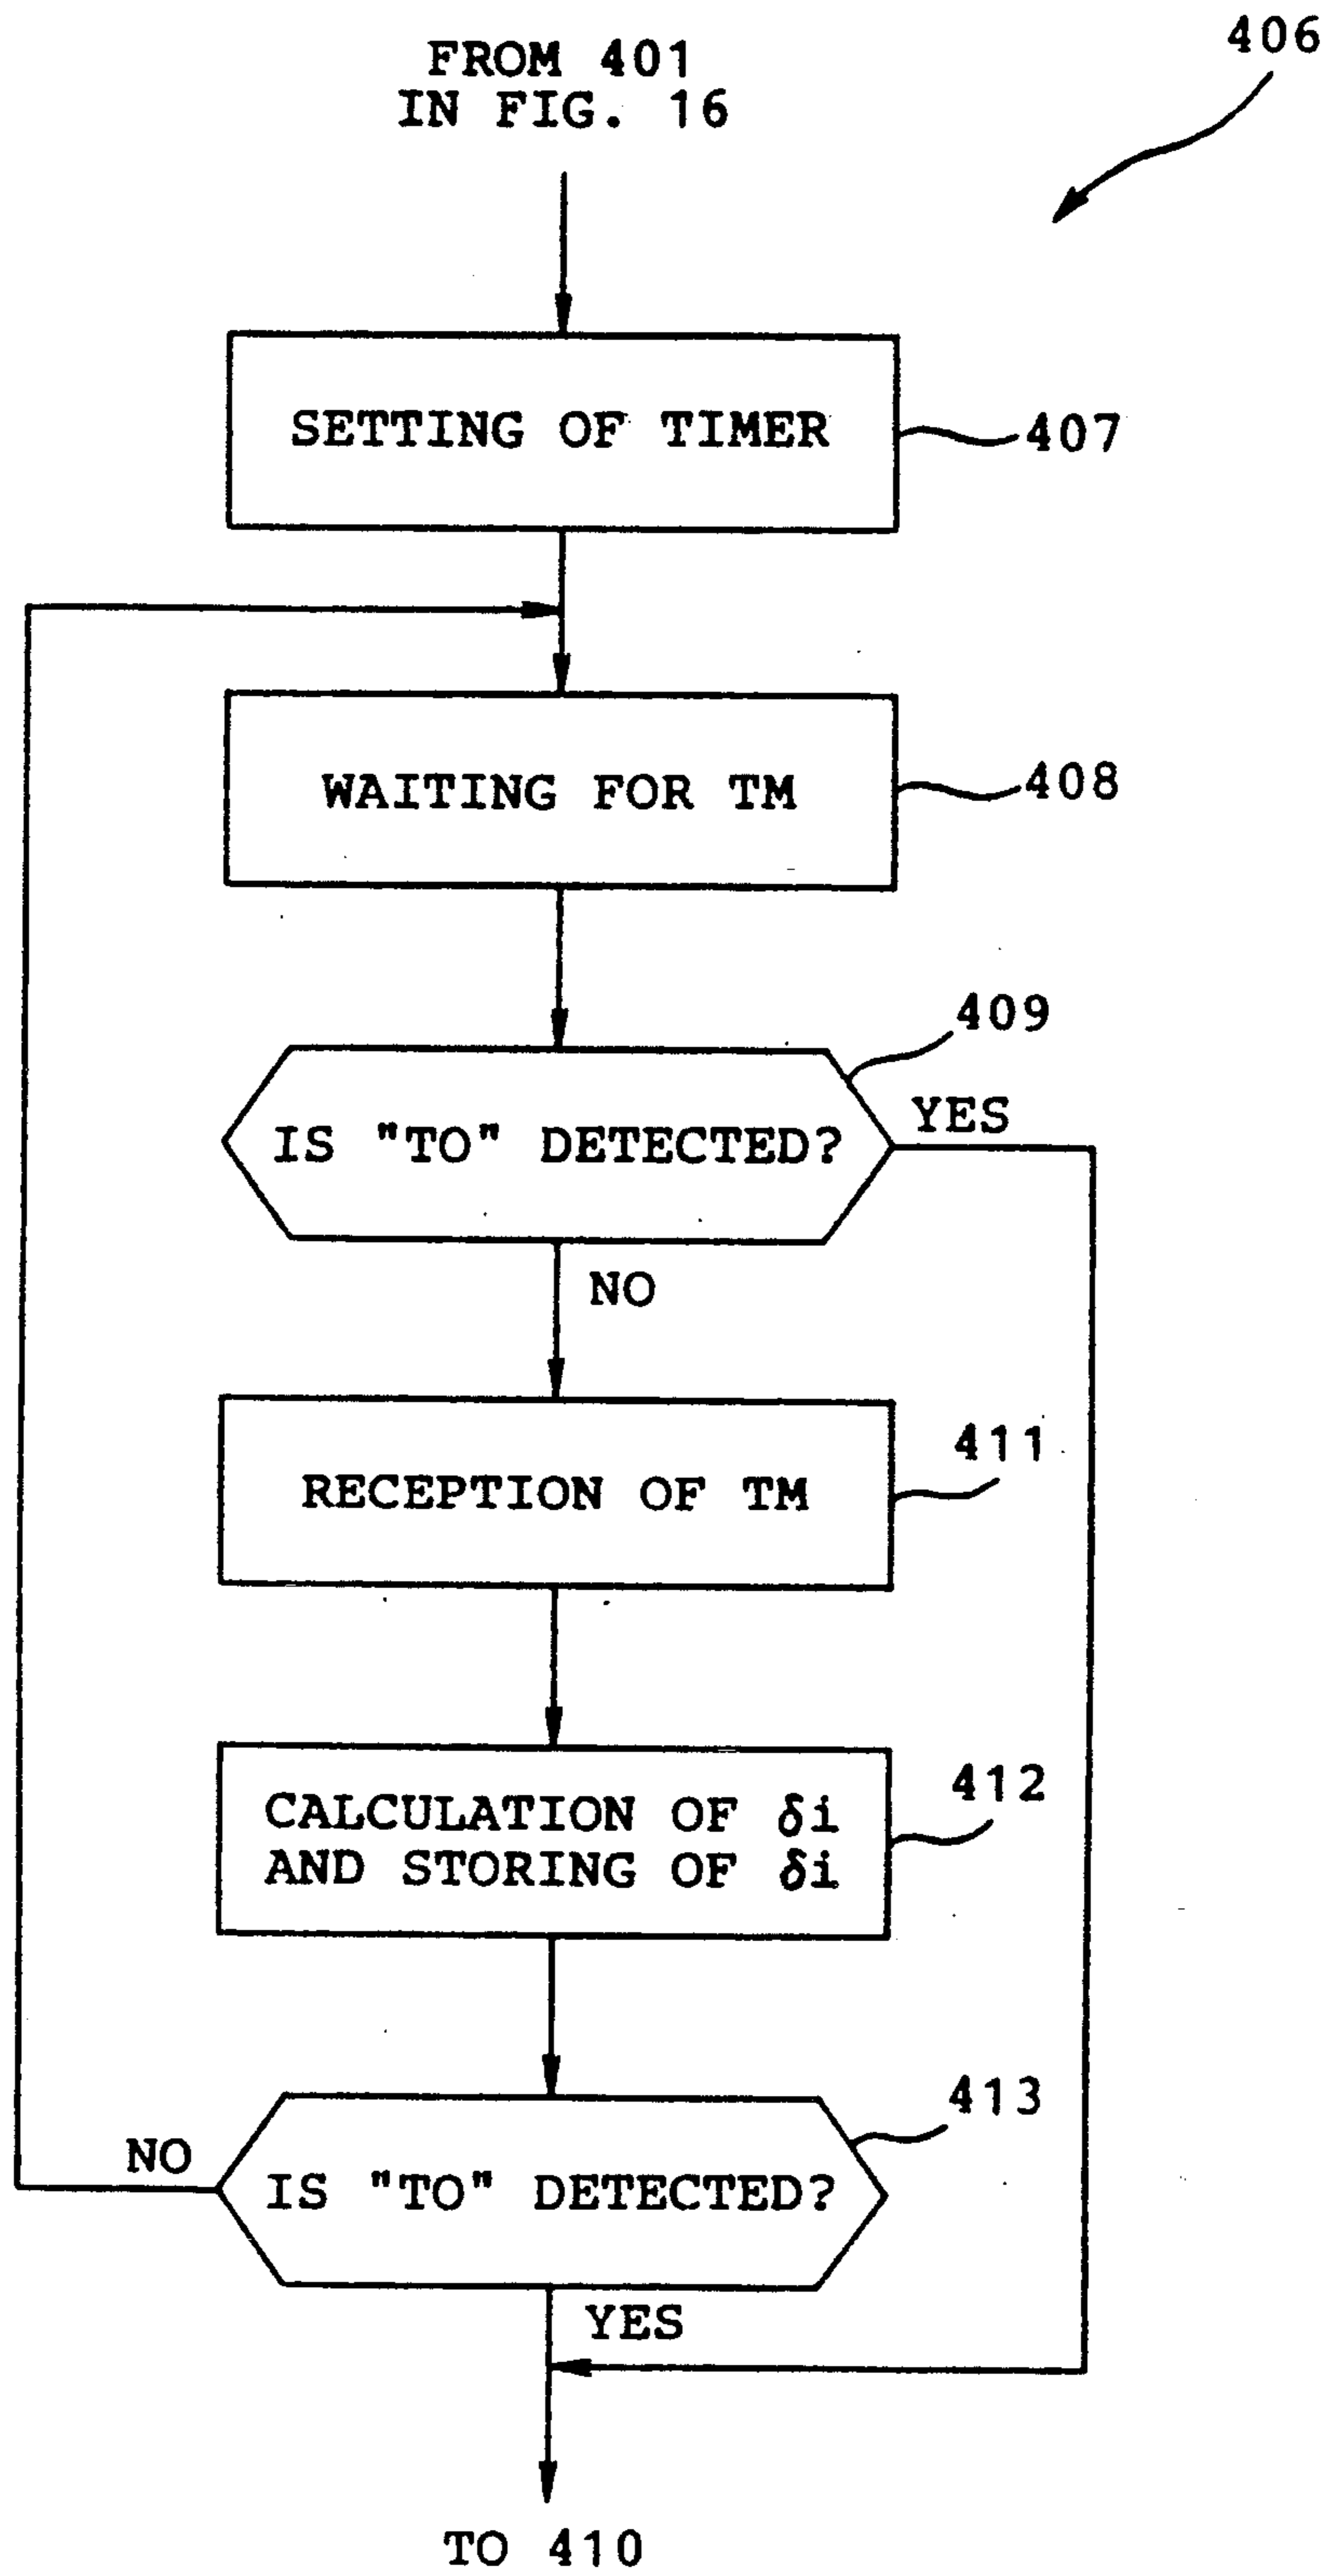 406
FROM 401
IN FIG. 16
SETTING OF TIMER
407
WAITING FOR TM
408
409
IS "TO" DETECTED?
YES
NO
RECEPTION OF TM
411
CALCULATION OF δi
AND STORING OF δi
412
413
NO
IS "TO" DETECTED?
YES
TO 410